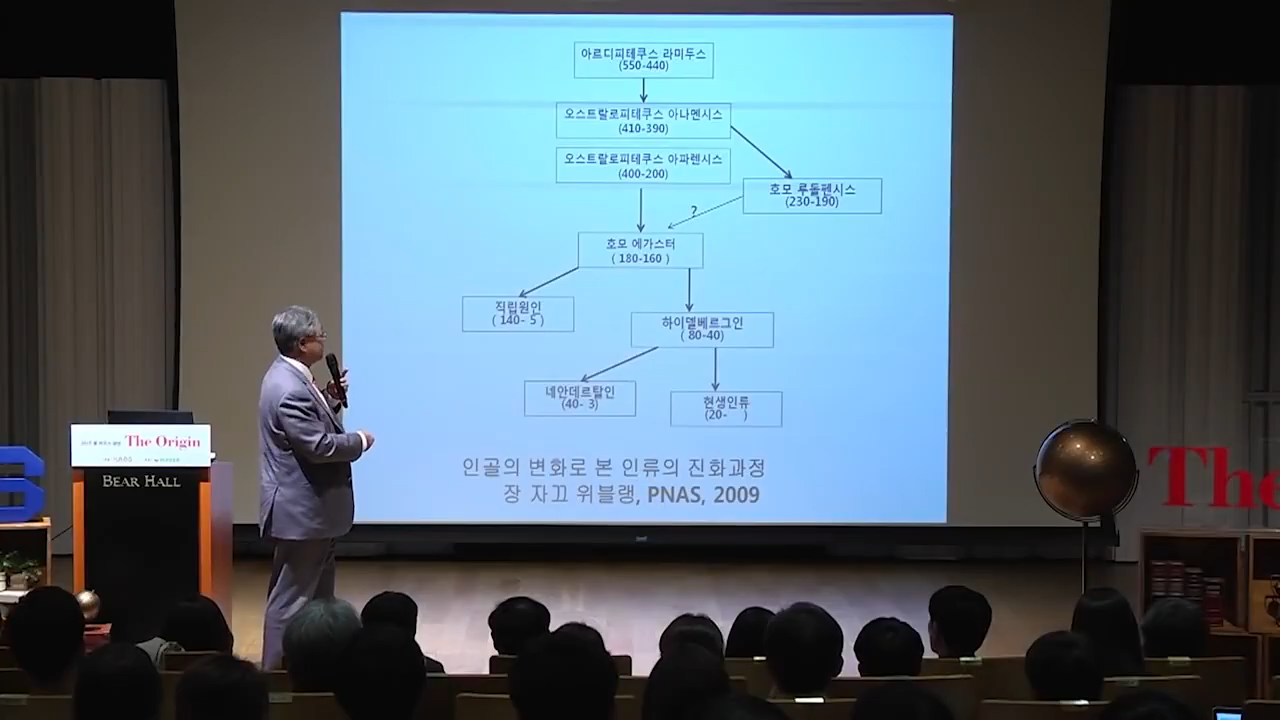 아르디피테쿠스 라미두스
(550-440)
오스트랄로피테쿠스 아나멘시스
(410-390)
오스트랄로피테쿠스 아파렌시스
(400-200)
호모 루돌펜시스
(230-190)
?
호모 에가스터
( 180-160 )
직립원인
( 140- 5 )
하이델베르그인
( 80-40)
네안데르탈인
(40- 3)
현생인류
(20- )
인골의 변화로 본 인류의 진화과정
장 자끄 위블랭, PNAS, 2009
The Origin
BEAR HALL
S
The